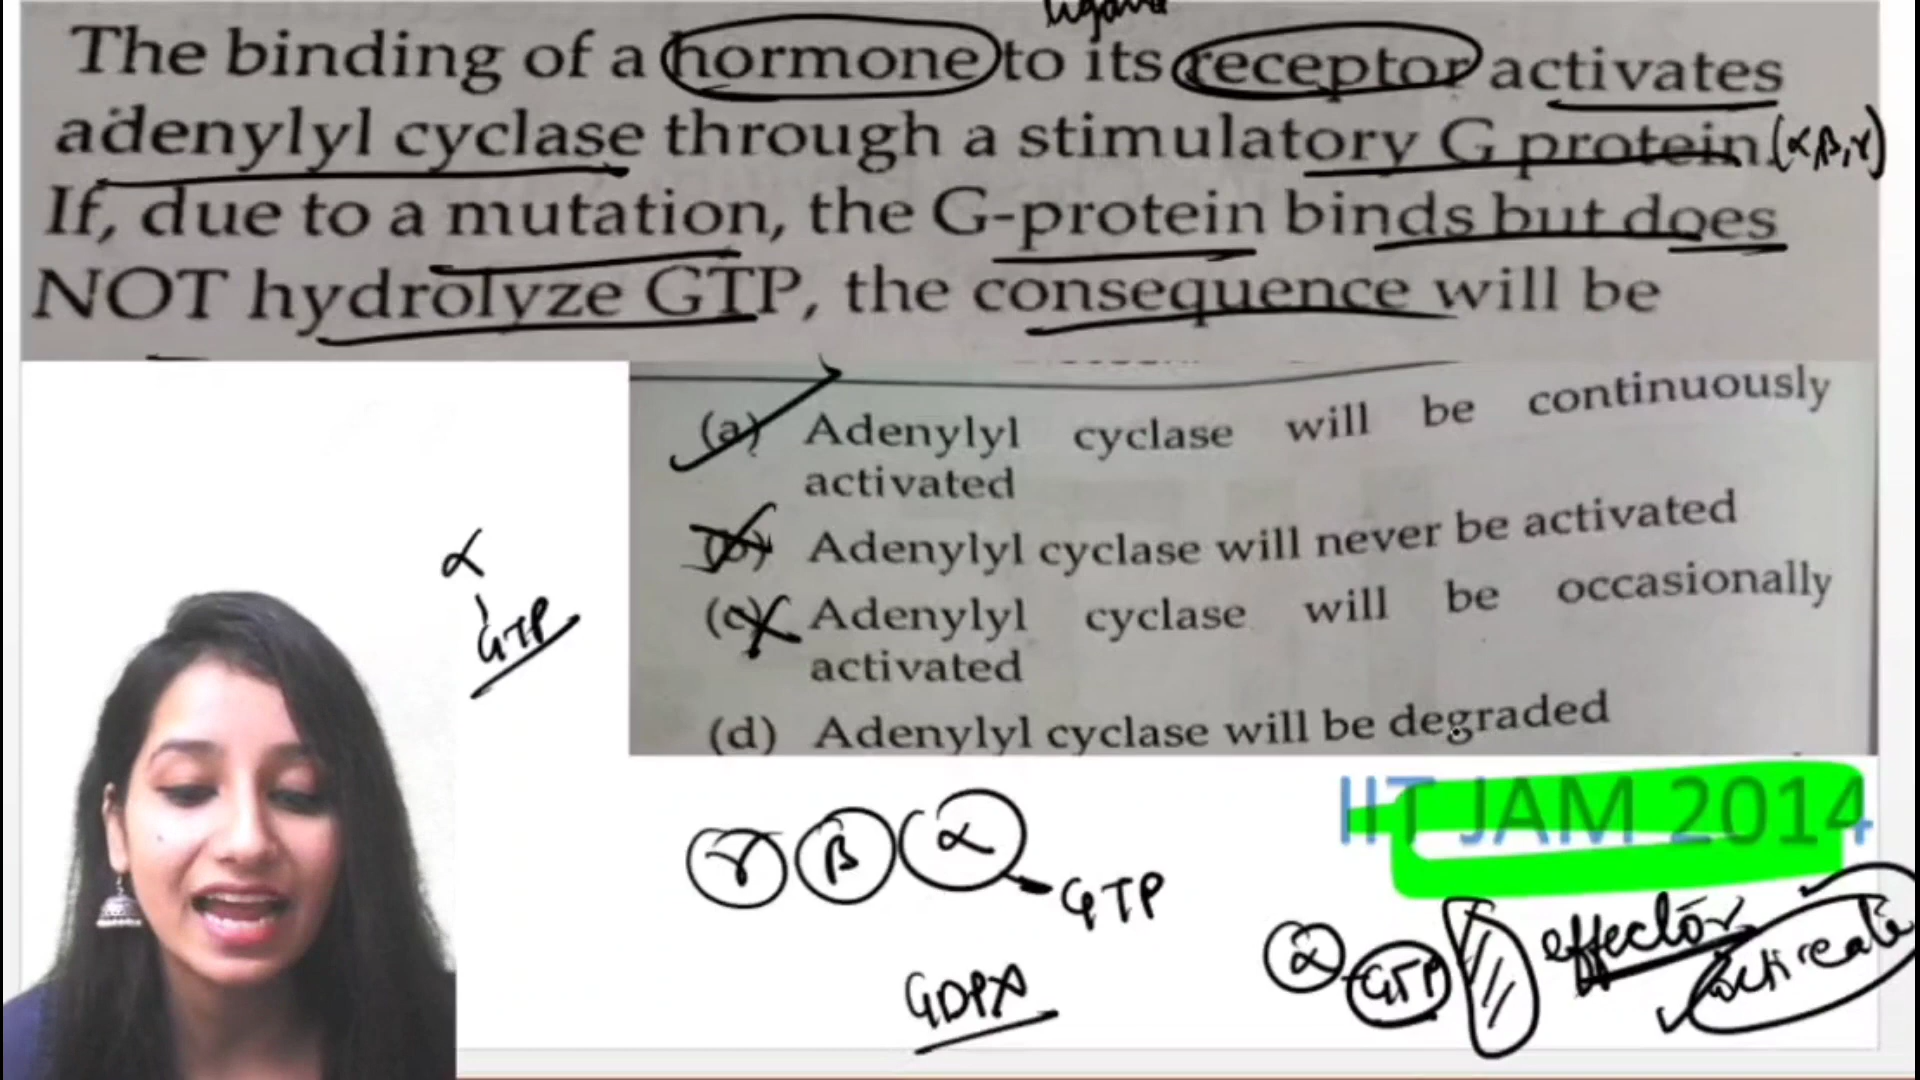 ligand
The binding of a hormone to its receptor activates
adenylyl cyclase through a stimulatory G protein. (α, β, γ)
If, due to a mutation, the G-protein binds but does
NOT hydrolyze GTP, the consequence will be
(a) Adenylyl cyclase will be continuously
activated
(b) Adenylyl cyclase will never be activated
(c) Adenylyl cyclase will be occasionally
activated
(d) Adenylyl cyclase will be degraded
α
GTP
IIT JAM 2014
γ β α
GTP
GDP
α GTP effector
activate